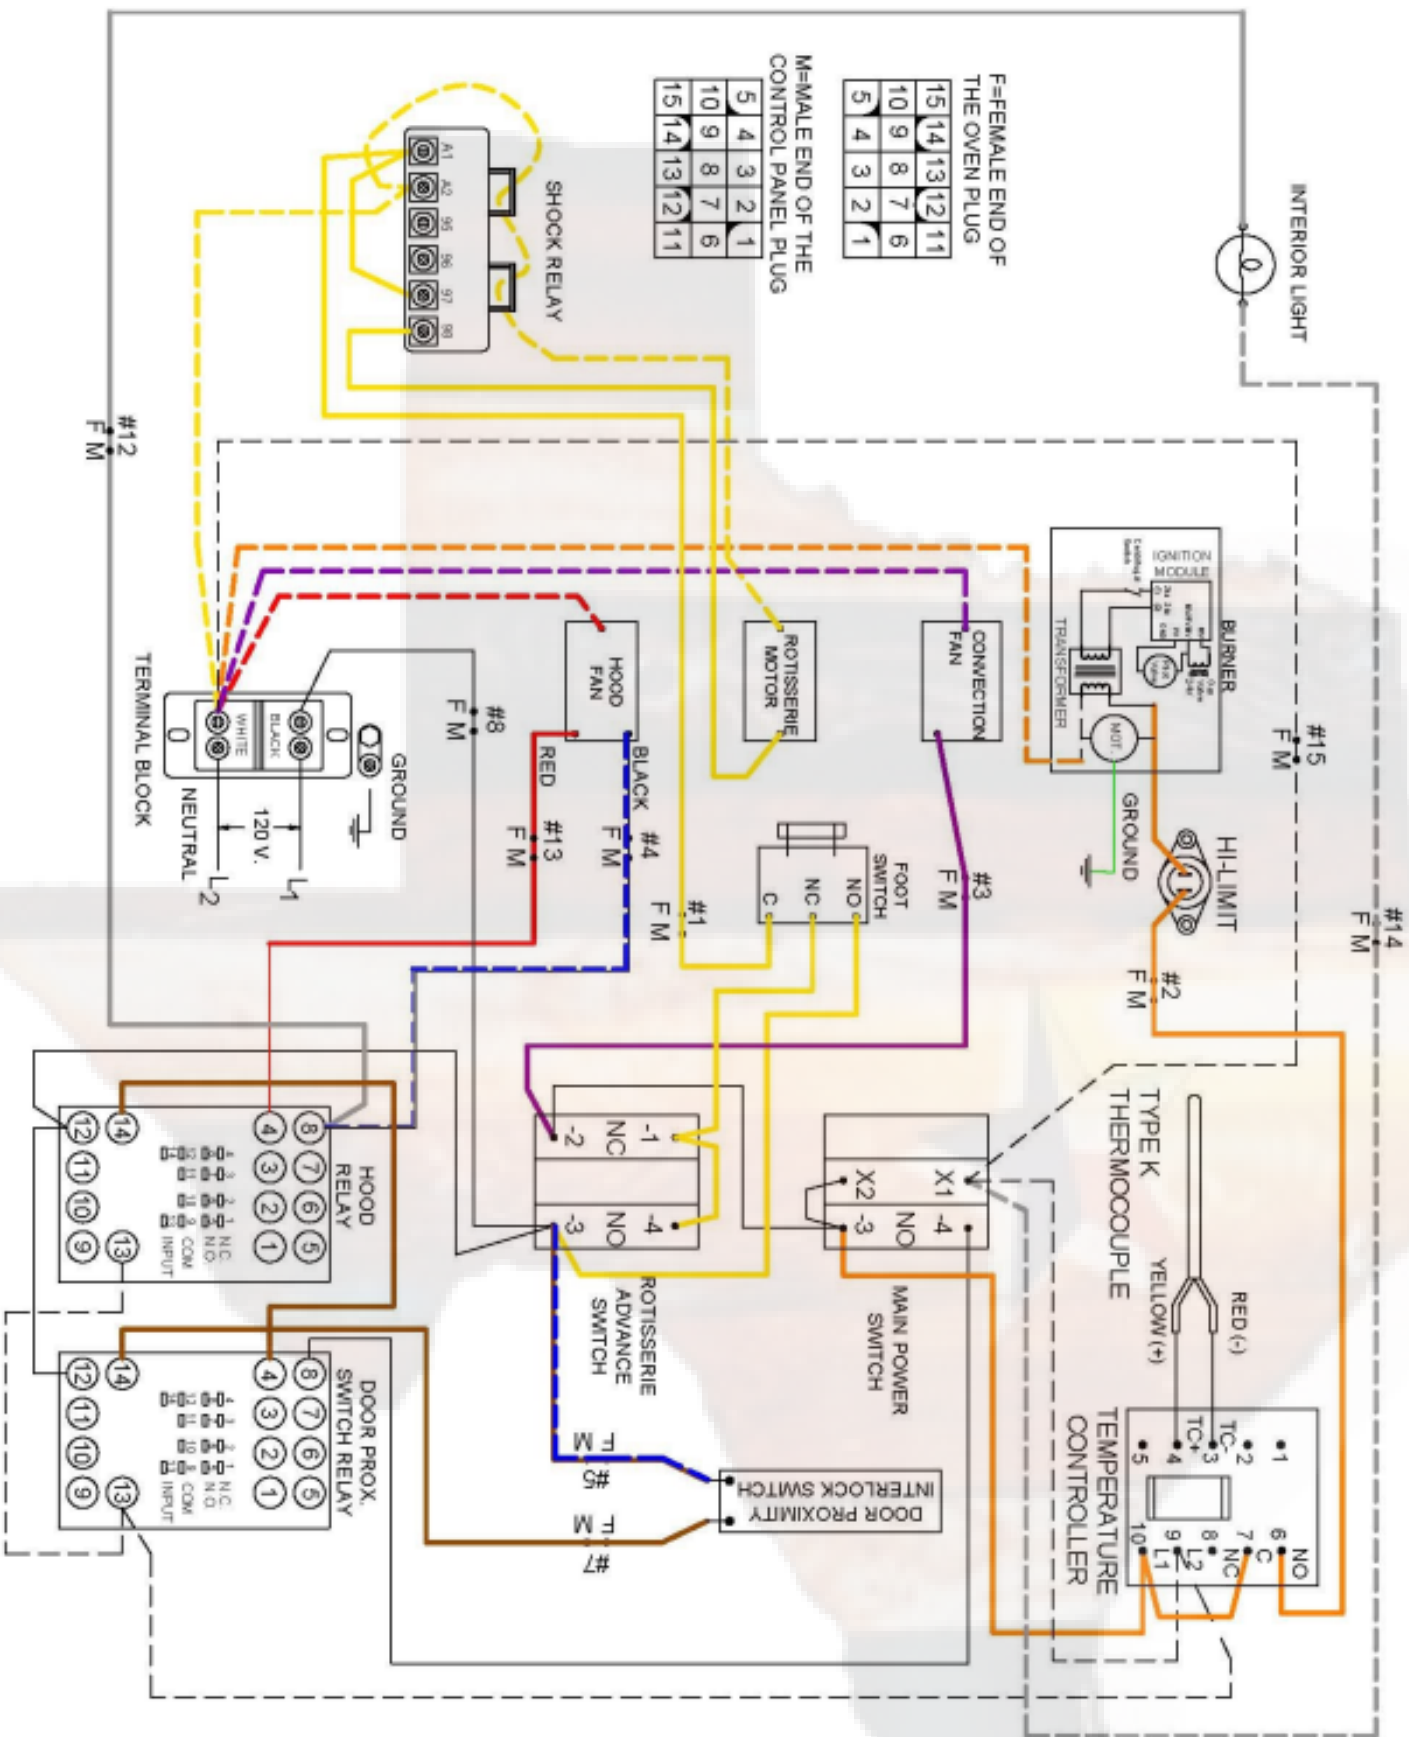 INTERIOR LIGHT
F=FEMALE END OF
THE OVEN PLUG
15 14 13 12 11
10 9 8 7 6
5 4 3 2 1
M=MALE END OF THE
CONTROL PANEL PLUG
5 4 3 2 1
10 9 8 7 6
15 14 13 12 11
SHOCK RELAY
A1
A2
95
96
97
98
#12
F M
#15
F M
#14
F M
BURNER
IGNITION
MODULE
TRANSFORMER
MOT.
GROUND
HI-LIMIT
#2
F M
CONVECTION
FAN
#3
F M
ROTISSERIE
MOTOR
FOOT
SWITCH
NO
NC
C
#1
F M
HOOD
FAN
BLACK
#4
F M
RED
#13
F M
#8
F M
GROUND
TERMINAL BLOCK
BLACK
WHITE
120 V.
NEUTRAL
L1
L2
TYPE K
THERMOCOUPLE
RED (-)
YELLOW (+)
TEMPERATURE
CONTROLLER
1
2
TC- 3
TC+ 4
5
6 NO
7 C
8 NC
9 L2
10 L1
MAIN POWER
SWITCH
X1
X2
-4
NO
-3
ROTISSERIE
ADVANCE
SWITCH
-1
NC
-2
-4
NO
-3
DOOR PROXIMITY
INTERLOCK SWITCH
#5
F M
#7
F M
HOOD
RELAY
8 7 6 5
4 3 2 1
N.C.
N.O.
COM
INPUT
14
13
12 11 10 9
DOOR PROX.
SWITCH RELAY
8 7 6 5
4 3 2 1
N.C.
N.O.
COM
INPUT
14
13
12 11 10 9